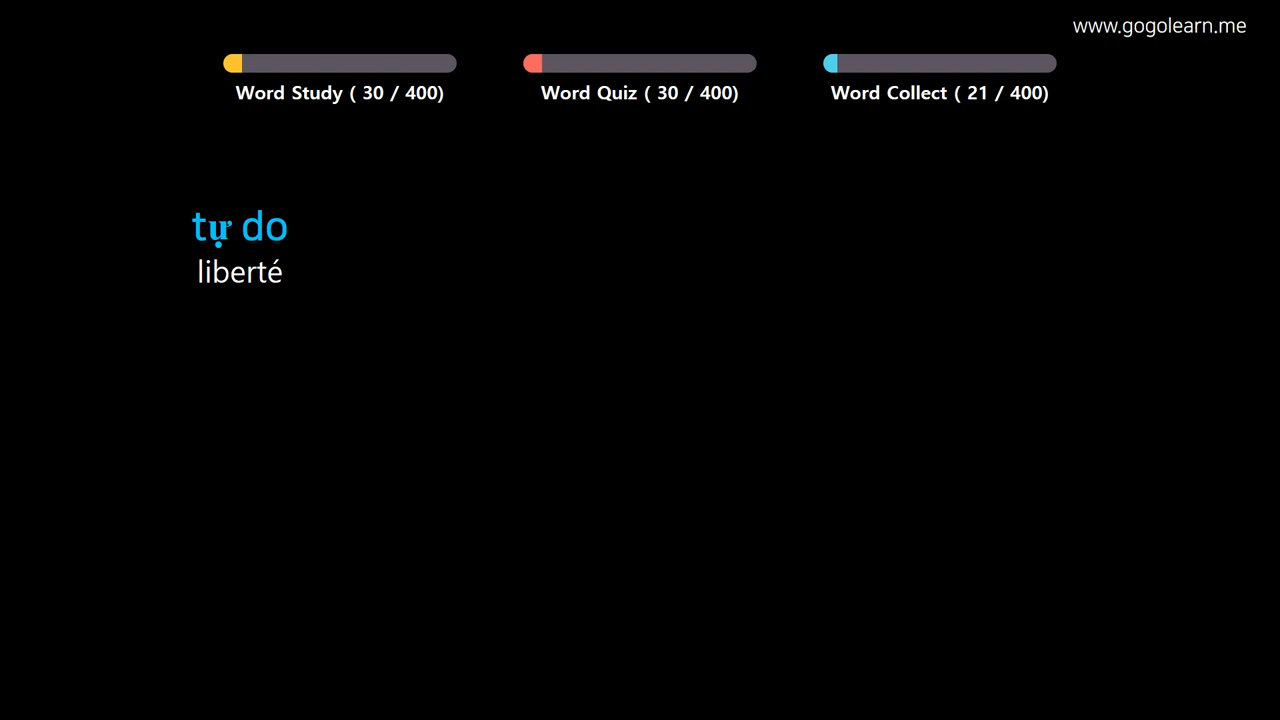 www.gogolearn.me
Word Study ( 30 / 400)
Word Quiz ( 30 / 400)
Word Collect ( 21 / 400)
tự do
liberté